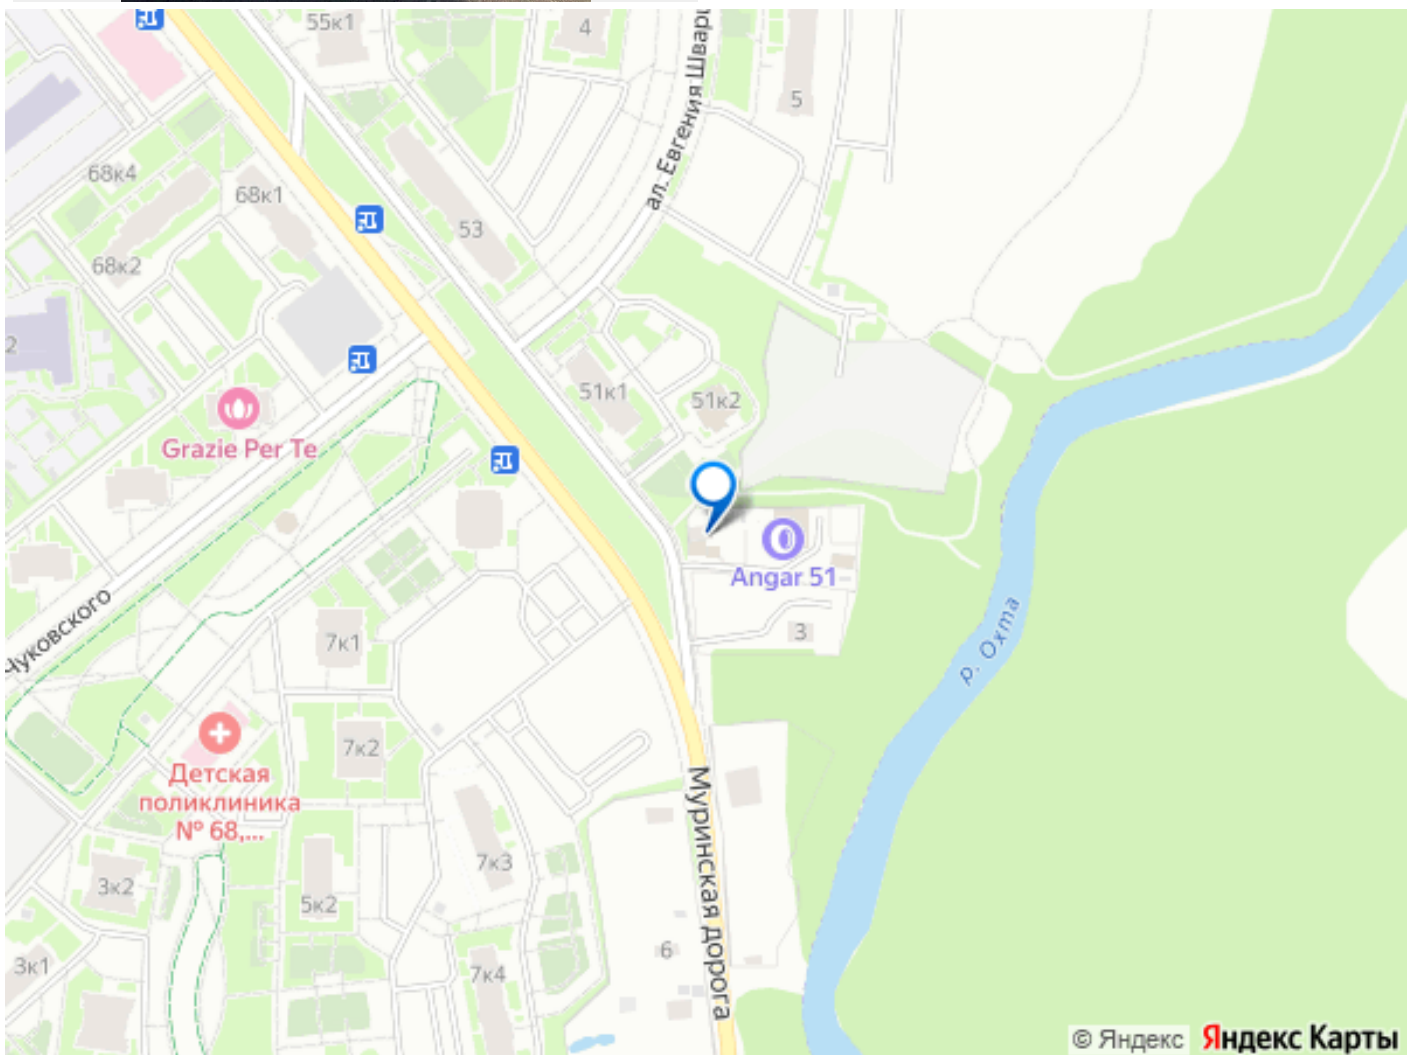 55к1
4
ал. Евгения Шварц
5
68к4
68к1
53
68к2
2
51к1
51к2
Grazie Per Te
Angar 51
Чуковского
7к1
3
р. Охта
7к2
Детская
поликлиника
№ 68,...
Муринская дорога
7к3
3к2
5к2
6
3к1
7к4
© Яндекс Яндекс Карты